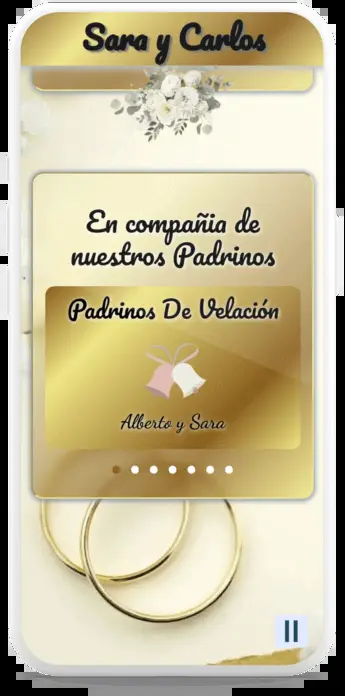 Sara y Carlos
En compañia de
nuestros Padrinos
Padrinos De Velación
Alberto y Sara